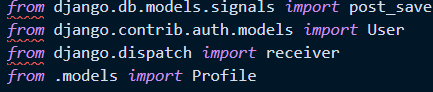 from django.db.models.signals import post_save
from django.contrib.auth.models import User
from django.dispatch import receiver
from .models import Profile